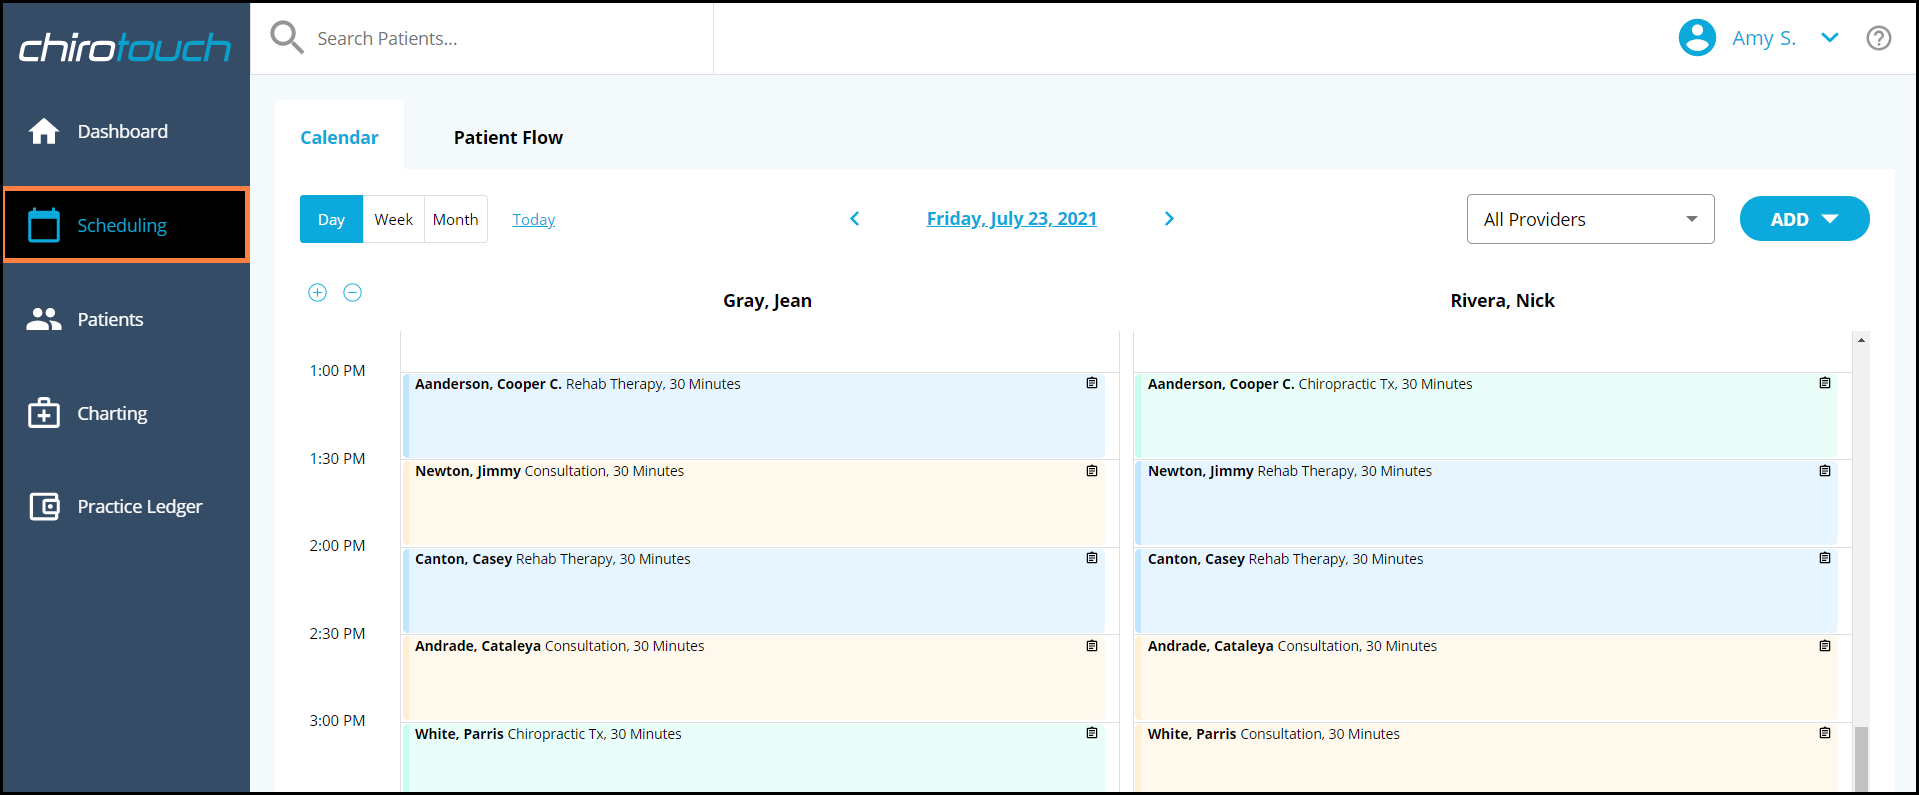 chirotouch
Search Patients...
Amy S.
Dashboard
Scheduling
Patients
Charting
Practice Ledger
Calendar
Patient Flow
Day
Week
Month
Today
Friday, July 23, 2021
All Providers
ADD
Gray, Jean
Rivera, Nick
1:00 PM
Aanderson, Cooper C. Rehab Therapy, 30 Minutes
Aanderson, Cooper C. Chiropractic Tx, 30 Minutes
1:30 PM
Newton, Jimmy Consultation, 30 Minutes
Newton, Jimmy Rehab Therapy, 30 Minutes
2:00 PM
Canton, Casey Rehab Therapy, 30 Minutes
Canton, Casey Rehab Therapy, 30 Minutes
2:30 PM
Andrade, Cataleya Consultation, 30 Minutes
Andrade, Cataleya Consultation, 30 Minutes
3:00 PM
White, Parris Chiropractic Tx, 30 Minutes
White, Parris Consultation, 30 Minutes